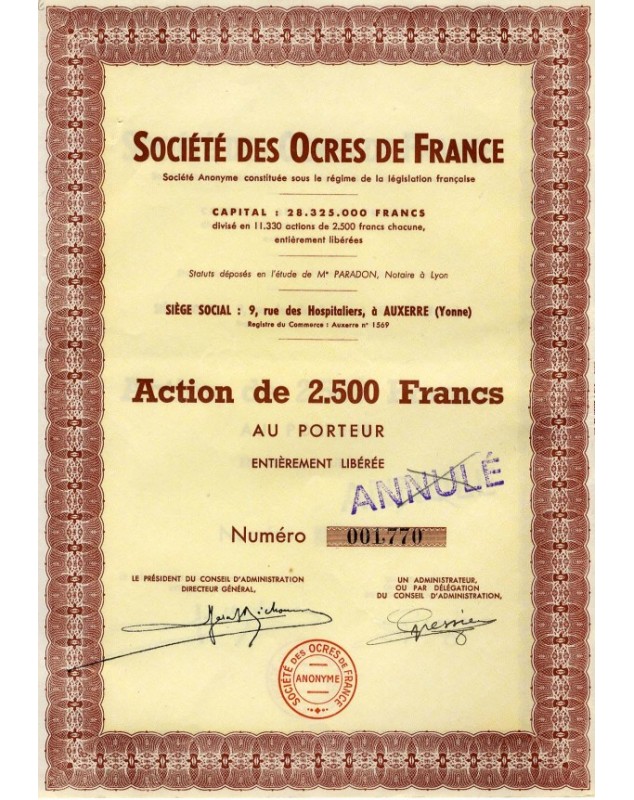 SOCIÉTÉ DES OCRES DE FRANCE
Société Anonyme constituée sous le régime de la législation française
CAPITAL : 28.325.000 FRANCS
divisé en 11.330 actions de 2.500 francs chacune,
entièrement libérées
Statuts déposés en l'étude de Me PARADON, Notaire à Lyon
SIÈGE SOCIAL : 9, rue des Hospitaliers, à AUXERRE (Yonne)
Registre du Commerce : Auxerre n° 1569
Action de 2.500 Francs
AU PORTEUR
ENTIÈREMENT LIBÉRÉE
ANNULÉ
Numéro 001.770
LE PRÉSIDENT DU CONSEIL D'ADMINISTRATION
DIRECTEUR GÉNÉRAL,
UN ADMINISTRATEUR,
OU PAR DÉLÉGATION
DU CONSEIL D'ADMINISTRATION,
SOCIÉTÉ DES OCRES DE FRANCE
ANONYME